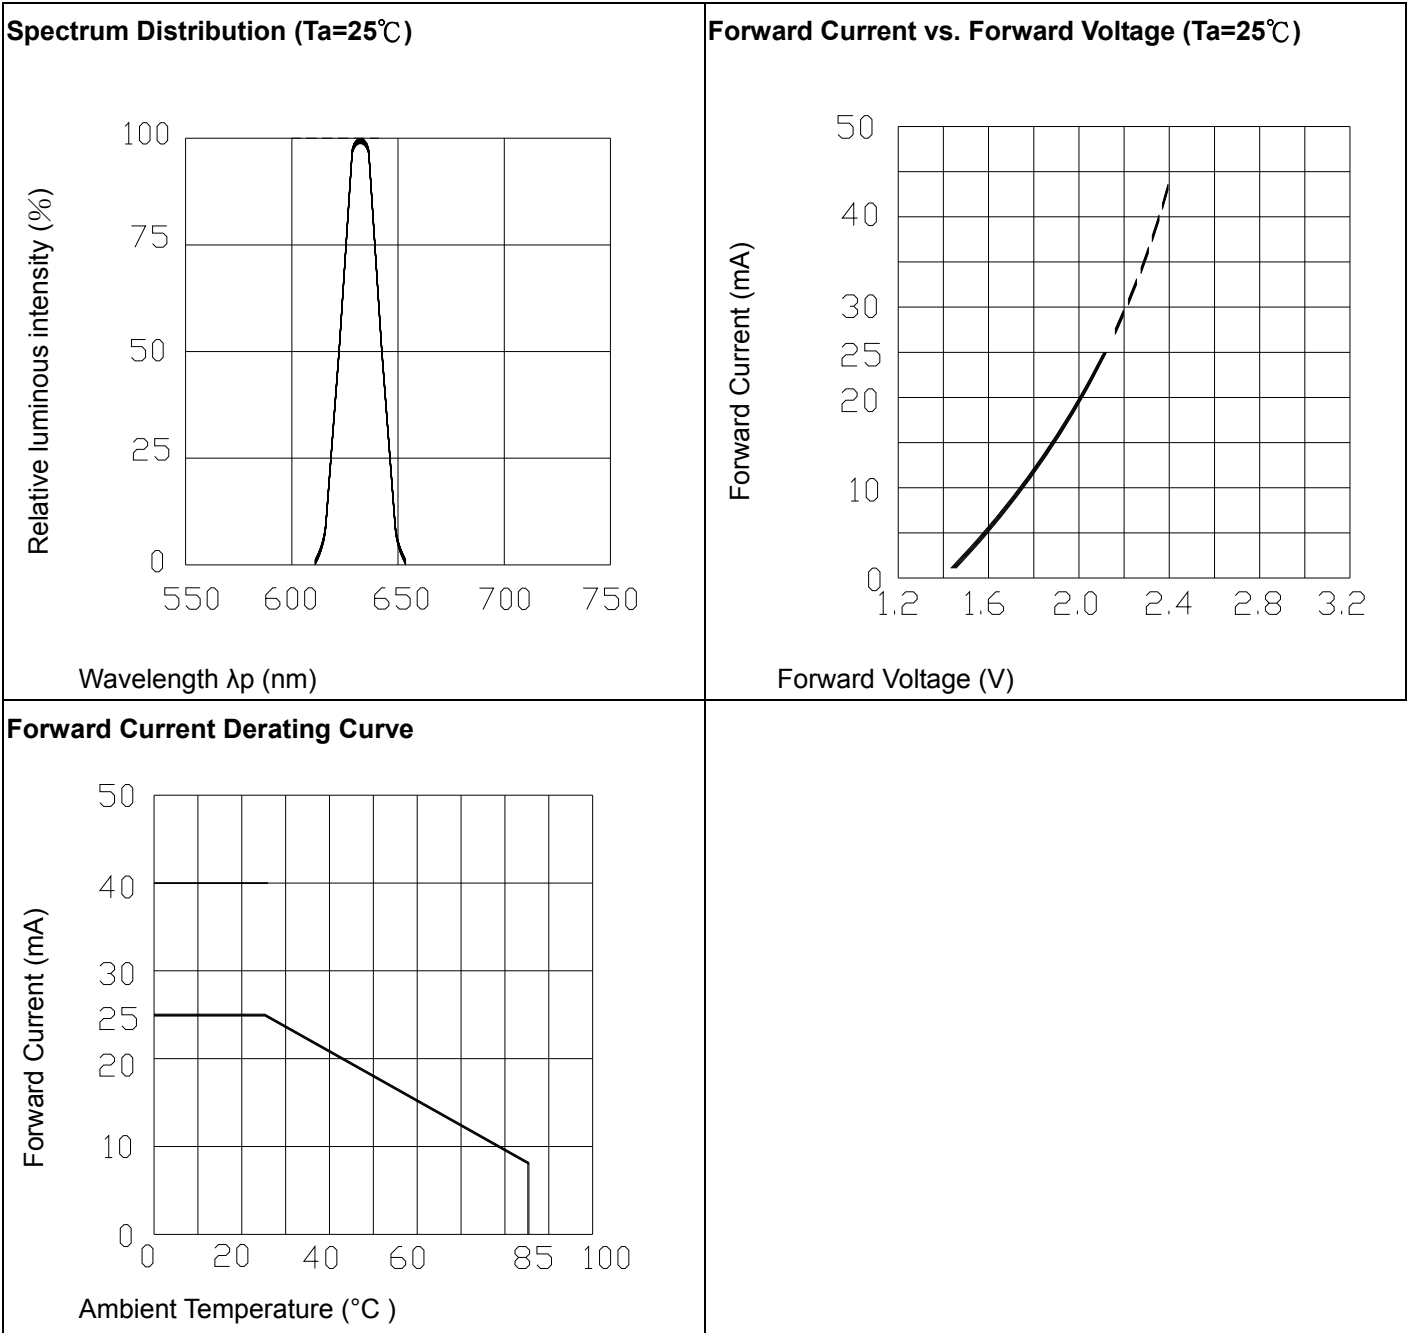 Spectrum Distribution (Ta=25℃)
Relative luminous intensity (%)
100
75
50
25
0
550 600 650 700 750
Wavelength λp (nm)
Forward Current vs. Forward Voltage (Ta=25℃)
Forward Current (mA)
50
40
30
25
20
10
0
1.2 1.6 2.0 2.4 2.8 3.2
Forward Voltage (V)
Forward Current Derating Curve
Forward Current (mA)
50
40
30
25
20
10
0
0 20 40 60 85 100
Ambient Temperature (°C )